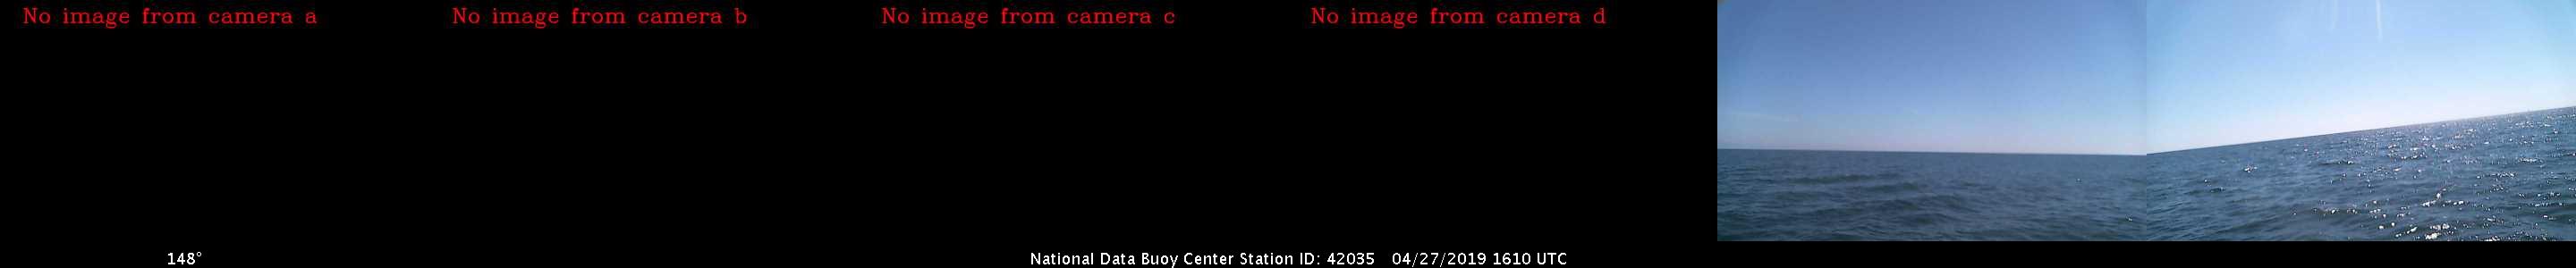 No image from camera a
No image from camera b
No image from camera c
No image from camera d
148°
National Data Buoy Center Station ID: 42035 04/27/2019 1610 UTC